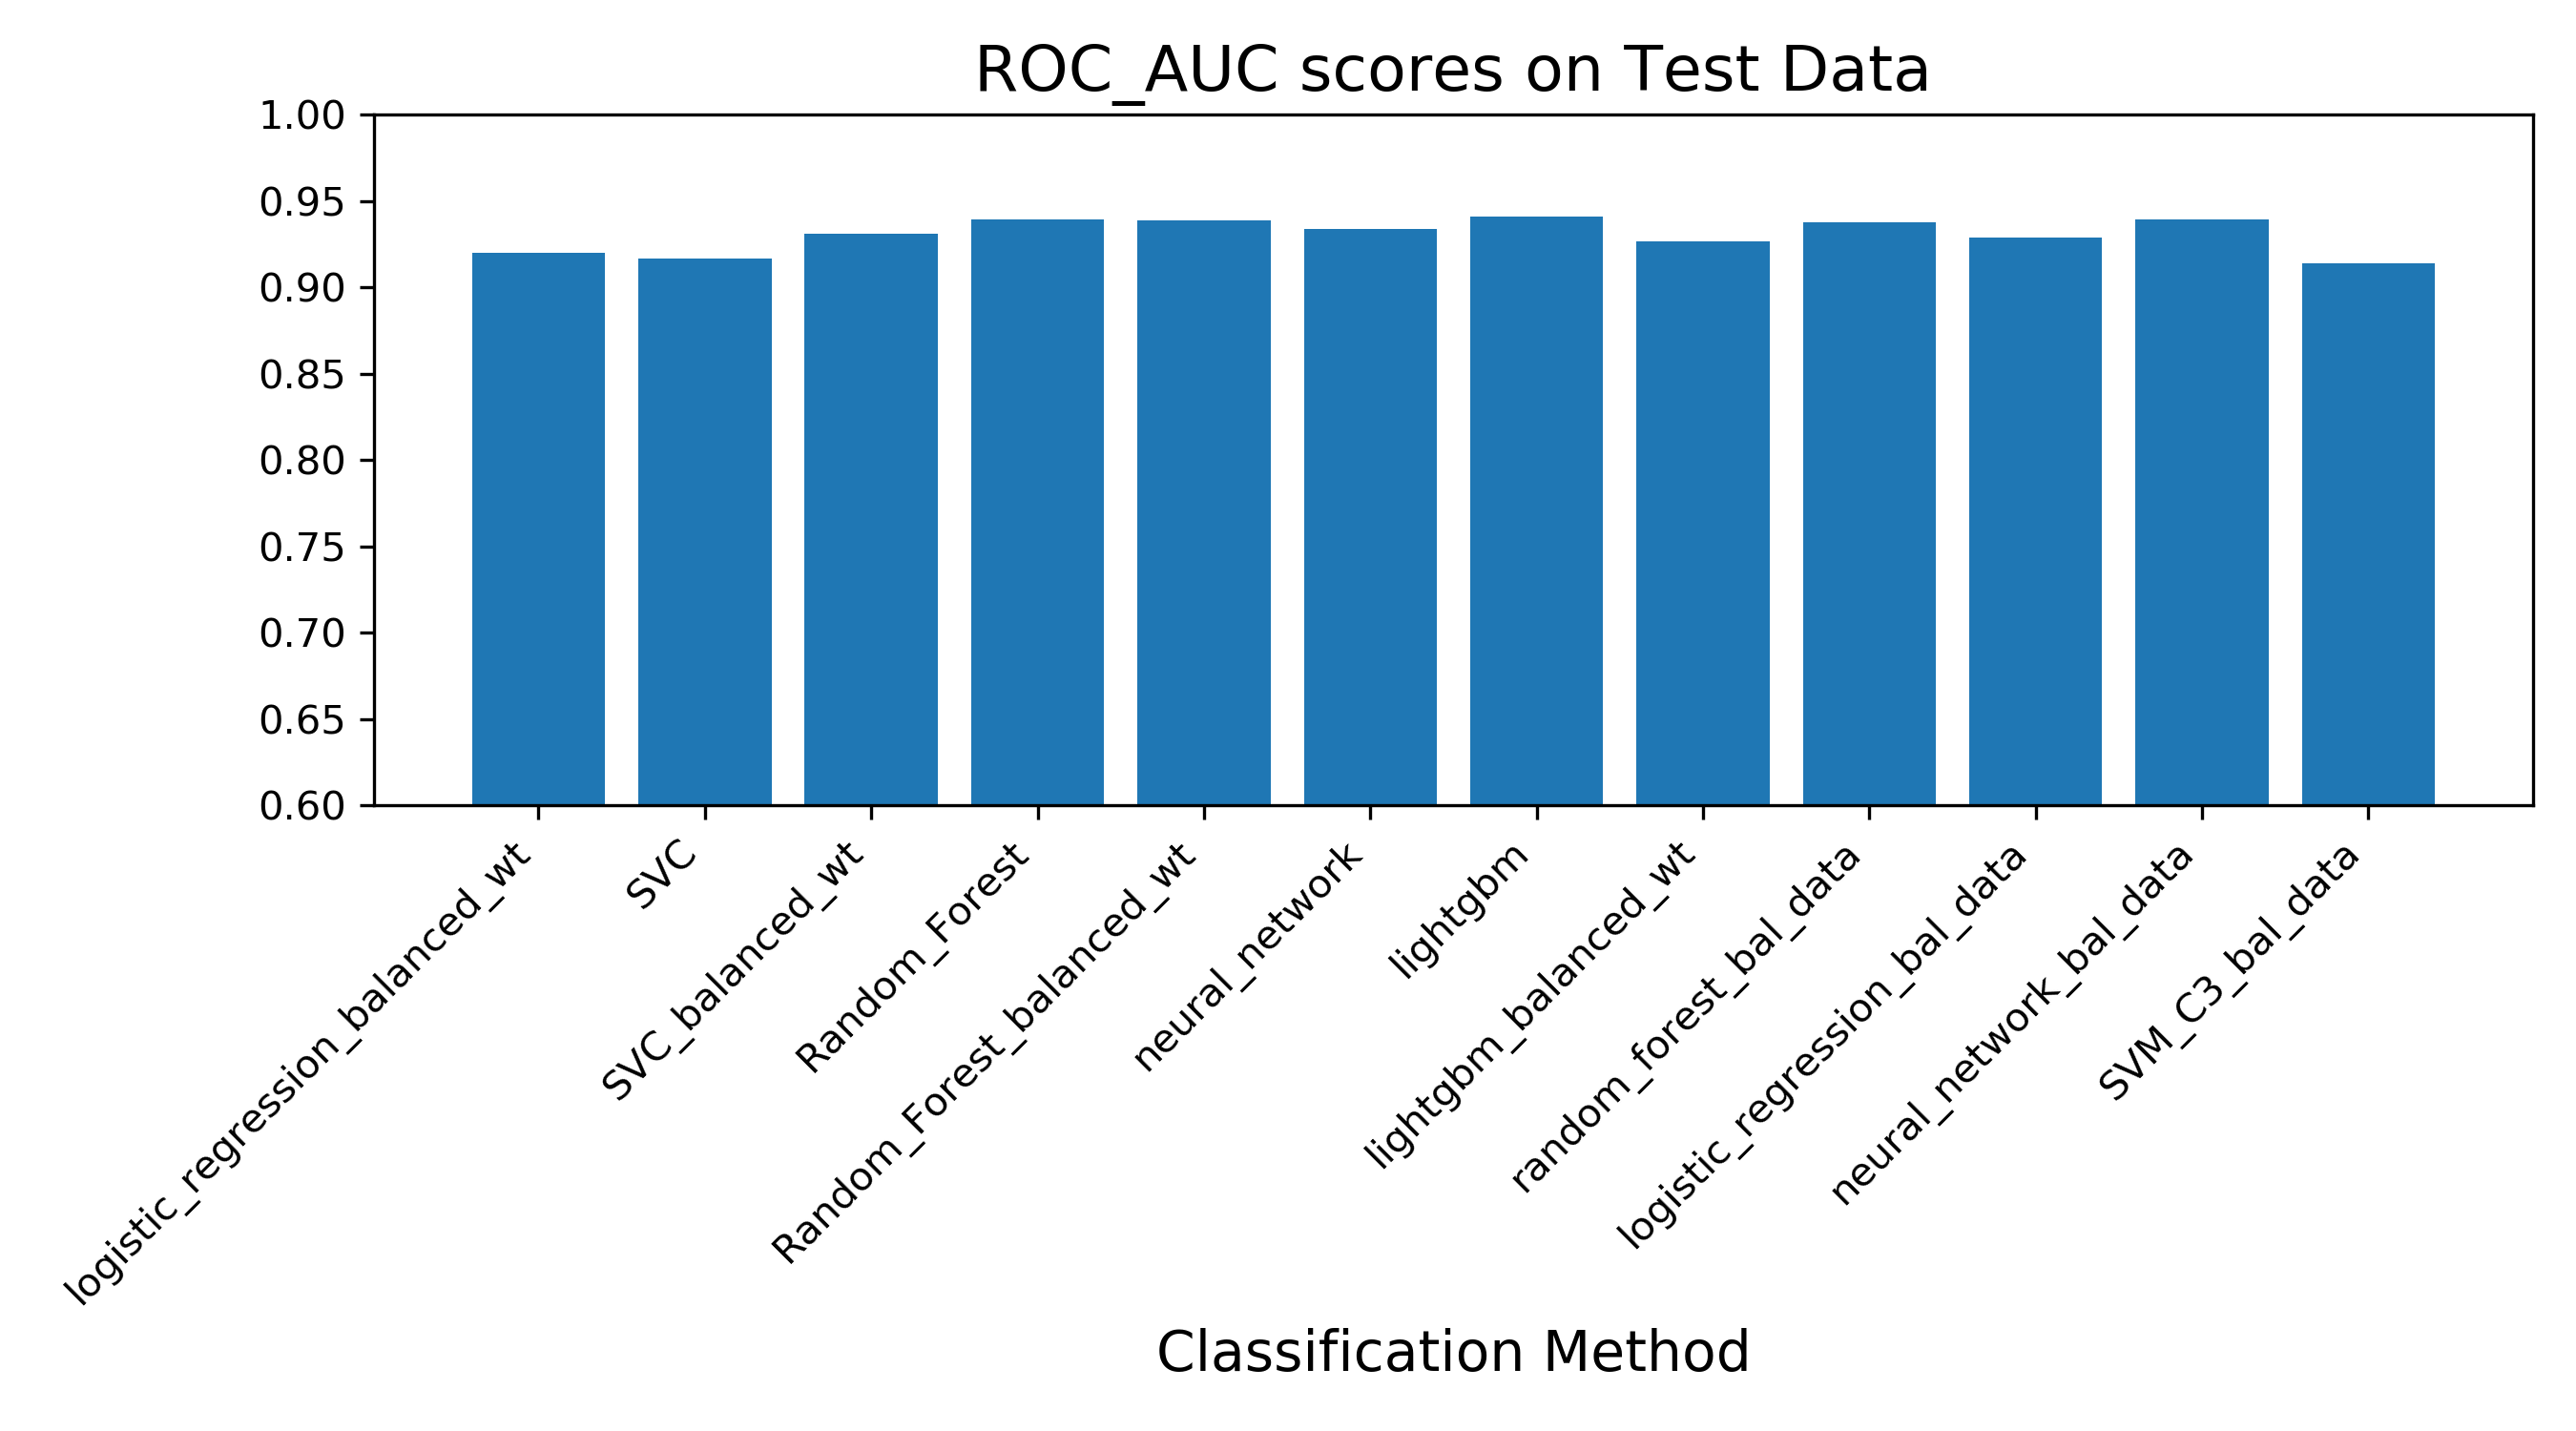 ROC_AUC scores on Test Data
1.00
0.95
0.90
0.85
0.80
0.75
0.70
0.65
0.60
logistic_regression_balanced_wt
SVC
SVC_balanced_wt
Random_Forest
Random_Forest_balanced_wt
neural_network
lightgbm
lightgbm_balanced_wt
random_forest_bal_data
logistic_regression_bal_data
neural_network_bal_data
SVM_C3_bal_data
Classification Method